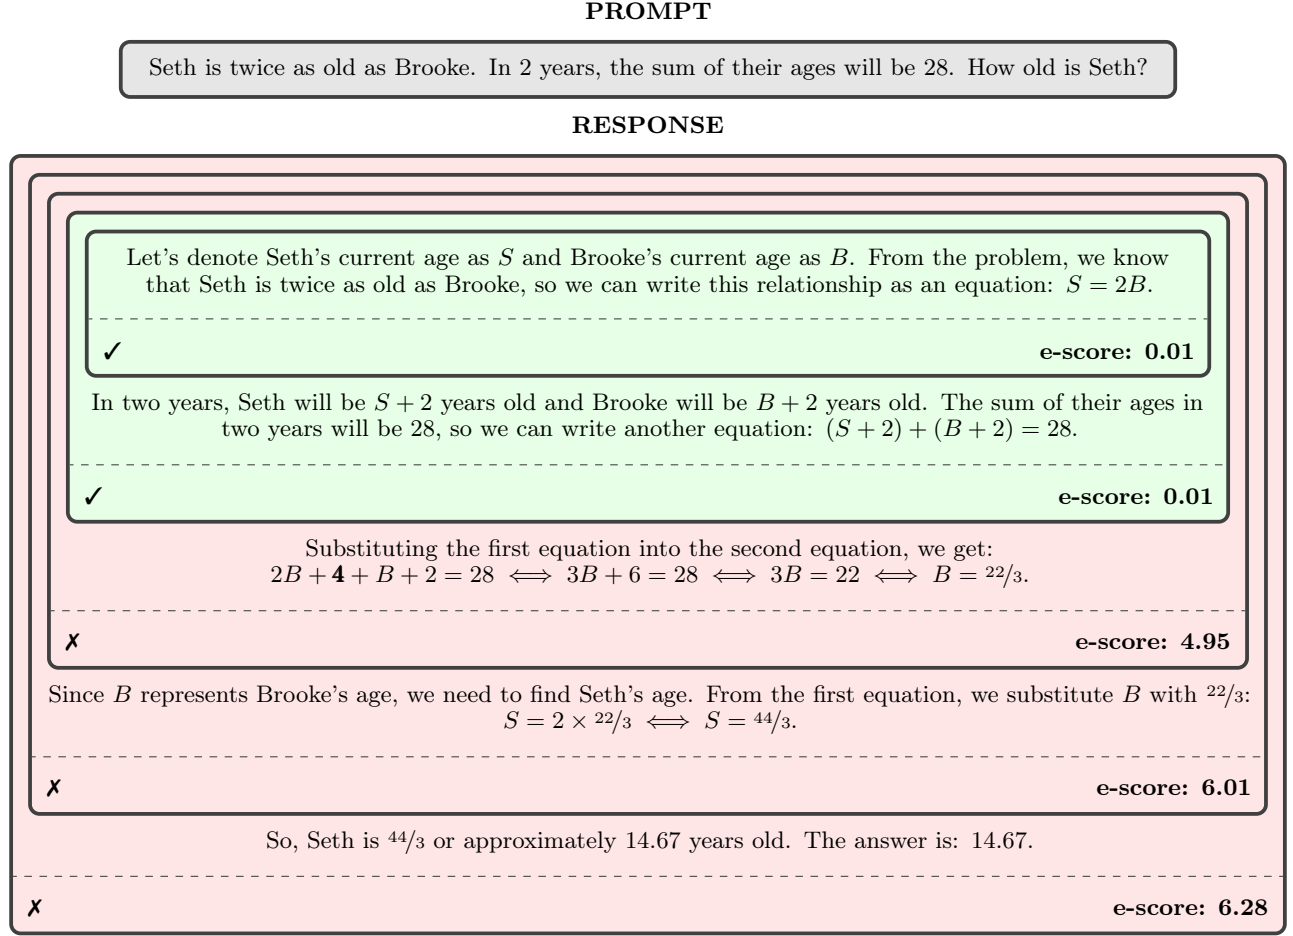 PROMPT
Seth is twice as old as Brooke. In 2 years, the sum of their ages will be 28. How old is Seth?
RESPONSE
Let's denote Seth's current age as S and Brooke's current age as B. From the problem, we know
that Seth is twice as old as Brooke, so we can write this relationship as an equation: S = 2B.
✓ e-score: 0.01
In two years, Seth will be S + 2 years old and Brooke will be B + 2 years old. The sum of their ages in
two years will be 28, so we can write another equation: (S + 2) + (B + 2) = 28.
✓ e-score: 0.01
Substituting the first equation into the second equation, we get:
2B + 4 + B + 2 = 28 ⟺ 3B + 6 = 28 ⟺ 3B = 22 ⟺ B = 22/3.
✗ e-score: 4.95
Since B represents Brooke's age, we need to find Seth's age. From the first equation, we substitute B with 22/3:
S = 2 × 22/3 ⟺ S = 44/3.
✗ e-score: 6.01
So, Seth is 44/3 or approximately 14.67 years old. The answer is: 14.67.
✗ e-score: 6.28